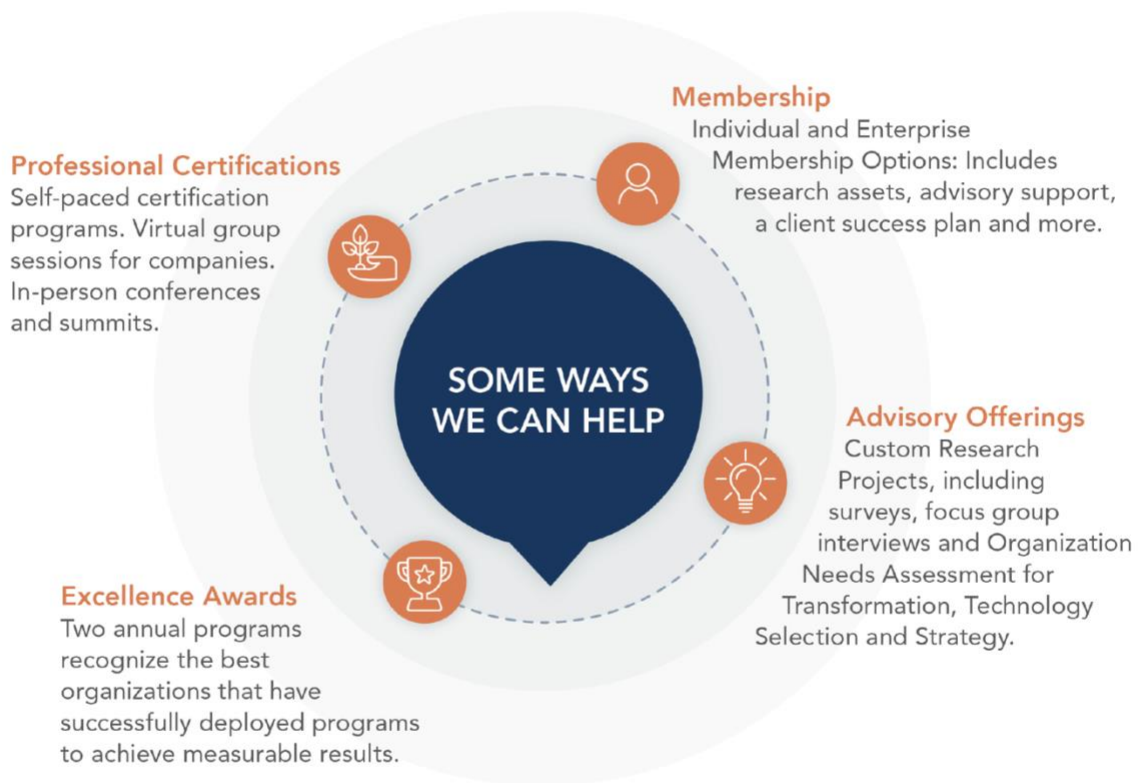 Membership
Individual and Enterprise
Membership Options: Includes
research assets, advisory support,
a client success plan and more.
Professional Certifications
Self-paced certification
programs. Virtual group
sessions for companies.
In-person conferences
and summits.
SOME WAYS
WE CAN HELP
Advisory Offerings
Custom Research
Projects, including
surveys, focus group
interviews and Organization
Needs Assessment for
Transformation, Technology
Selection and Strategy.
Excellence Awards
Two annual programs
recognize the best
organizations that have
successfully deployed programs
to achieve measurable results.